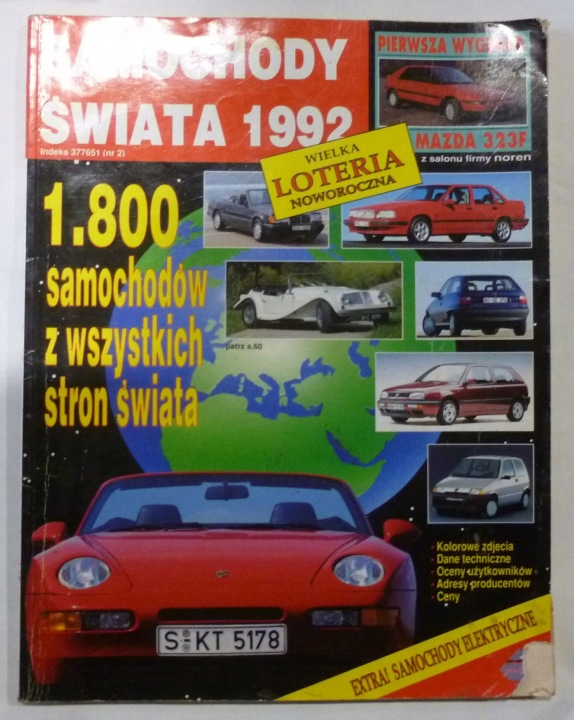 SAMOCHODY
ŚWIATA 1992
Indeks 377651 (nr 2)
PIERWSZA WYGRANA
MAZDA 323F
z salonu firmy noren
WIELKA
LOTERIA
NOWOROCZNA
1.800
samochodów
z wszystkich
stron świata
patrz s.60
· Kolorowe zdjęcia
· Dane techniczne
· Oceny użytkowników
· Adresy producentów
· Ceny
S KT 5178
EXTRA! SAMOCHODY ELEKTRYCZNE